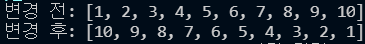 변경 전: [1, 2, 3, 4, 5, 6, 7, 8, 9, 10]
변경 후: [10, 9, 8, 7, 6, 5, 4, 3, 2, 1]